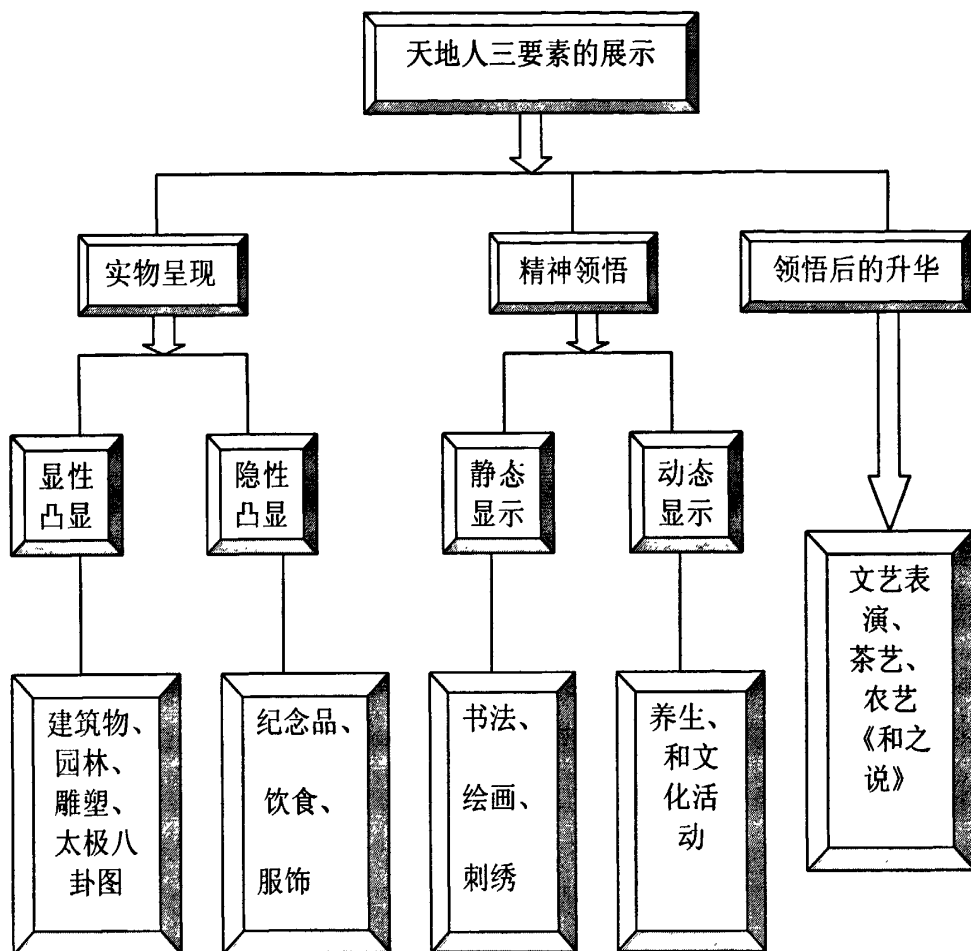 天地人三要素的展示
实物呈现
精神领悟
领悟后的升华
显性
凸显
隐性
凸显
静态
显示
动态
显示
建筑物、
园林、
雕塑、
太极八
卦图
纪念品、
饮食、
服饰
书法、
绘画、
刺绣
养生、
和文
化活
动
文艺表
演、
茶艺、
农艺
《和之
说》